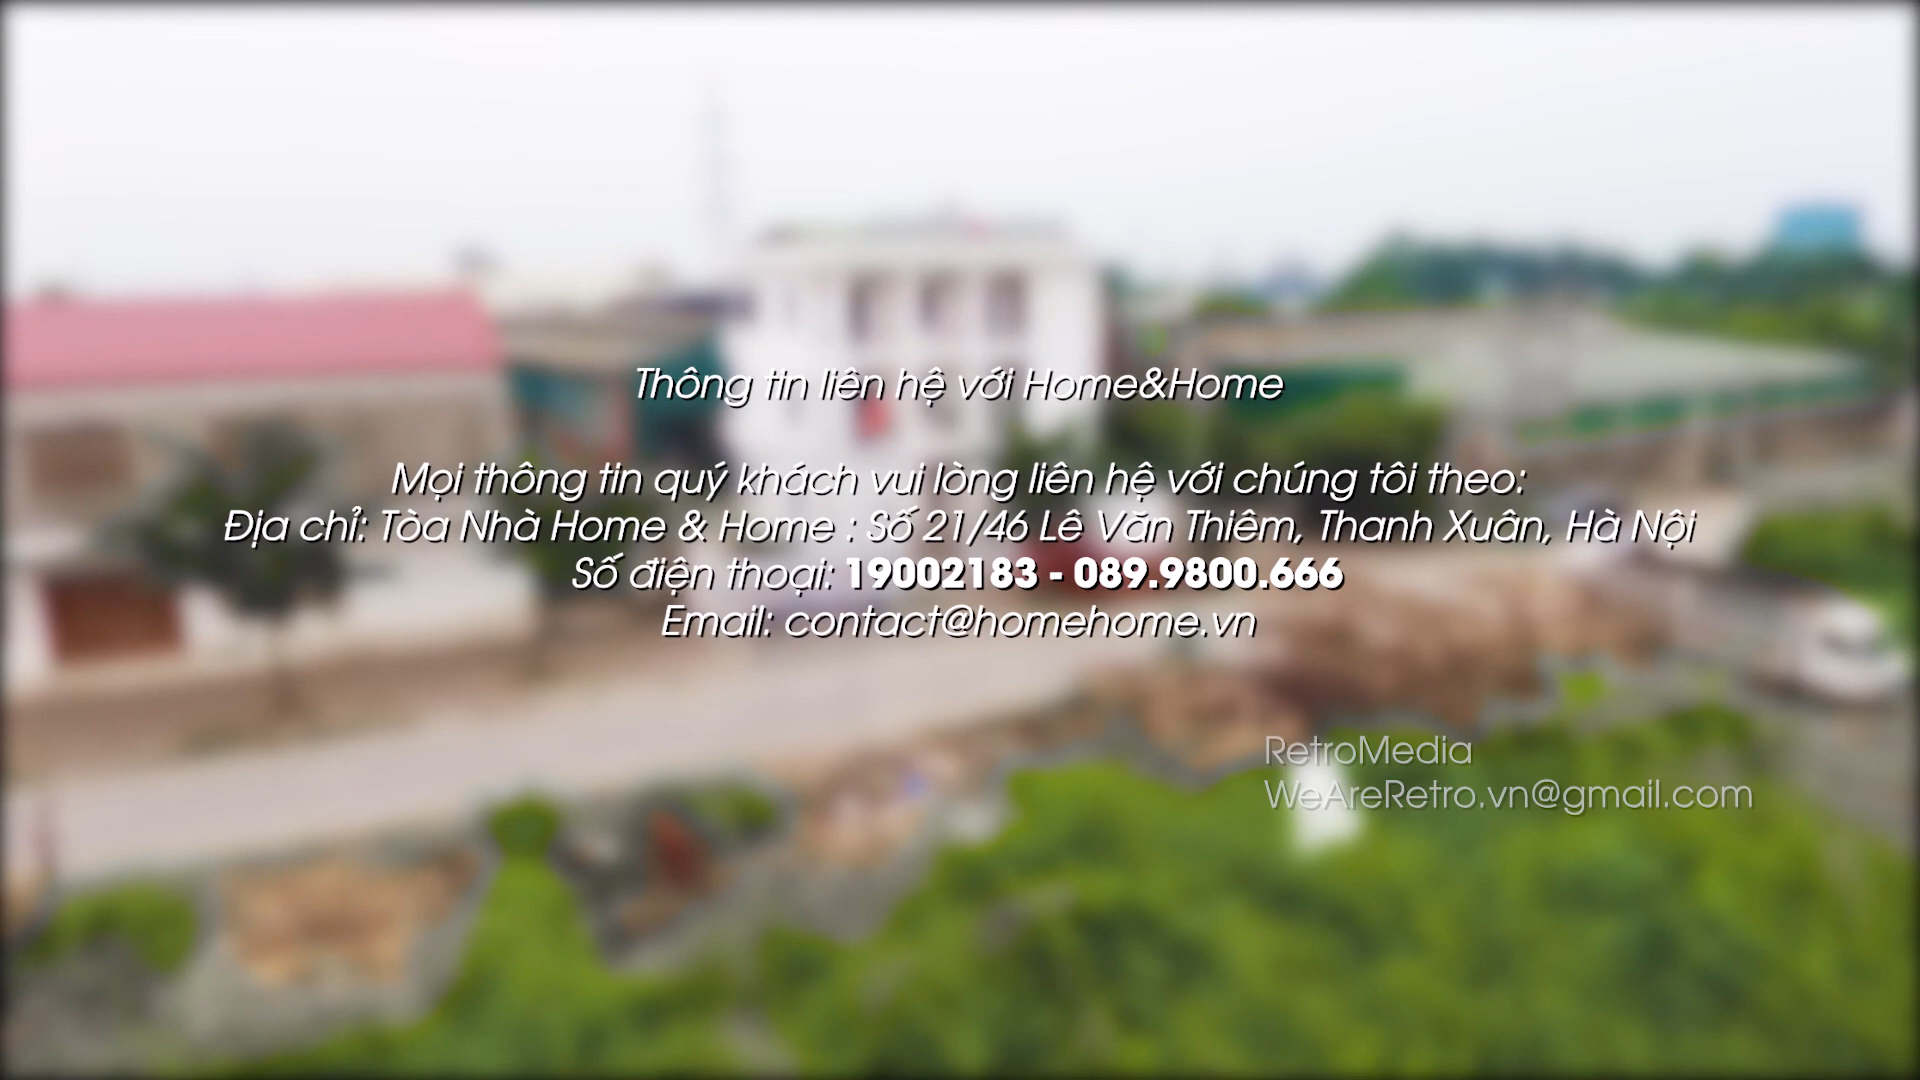 Thông tin liên hệ với Home&Home
Mọi thông tin quý khách vui lòng liên hệ với chúng tôi theo:
Địa chỉ: Tòa Nhà Home & Home : Số 21/46 Lê Văn Thiêm, Thanh Xuân, Hà Nội
Số điện thoại: 19002183 - 089.9800.666
Email: contact@homehome.vn
RetroMedia
WeAreRetro.vn@gmail.com